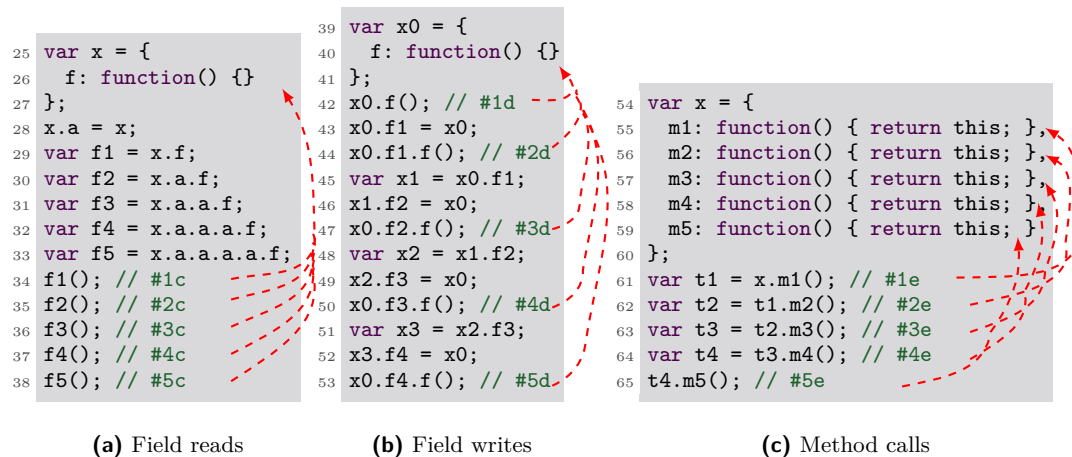 25 var x = {
26 f: function() {}
27 };
28 x.a = x;
29 var f1 = x.f;
30 var f2 = x.a.f;
31 var f3 = x.a.a.f;
32 var f4 = x.a.a.a.f;
33 var f5 = x.a.a.a.a.f;
34 f1(); // #1c
35 f2(); // #2c
36 f3(); // #3c
37 f4(); // #4c
38 f5(); // #5c
(a) Field reads
39 var x0 = {
40 f: function() {}
41 };
42 x0.f(); // #1d
43 x0.f1 = x0;
44 x0.f1.f(); // #2d
45 var x1 = x0.f1;
46 x1.f2 = x0;
47 x0.f2.f(); // #3d
48 var x2 = x1.f2;
49 x2.f3 = x0;
50 x0.f3.f(); // #4d
51 var x3 = x2.f3;
52 x3.f4 = x0;
53 x0.f4.f(); // #5d
(b) Field writes
54 var x = {
55 m1: function() { return this; },
56 m2: function() { return this; },
57 m3: function() { return this; },
58 m4: function() { return this; },
59 m5: function() { return this; }
60 };
61 var t1 = x.m1(); // #1e
62 var t2 = t1.m2(); // #2e
63 var t3 = t2.m3(); // #3e
64 var t4 = t3.m4(); // #4e
65 t4.m5(); // #5e
(c) Method calls